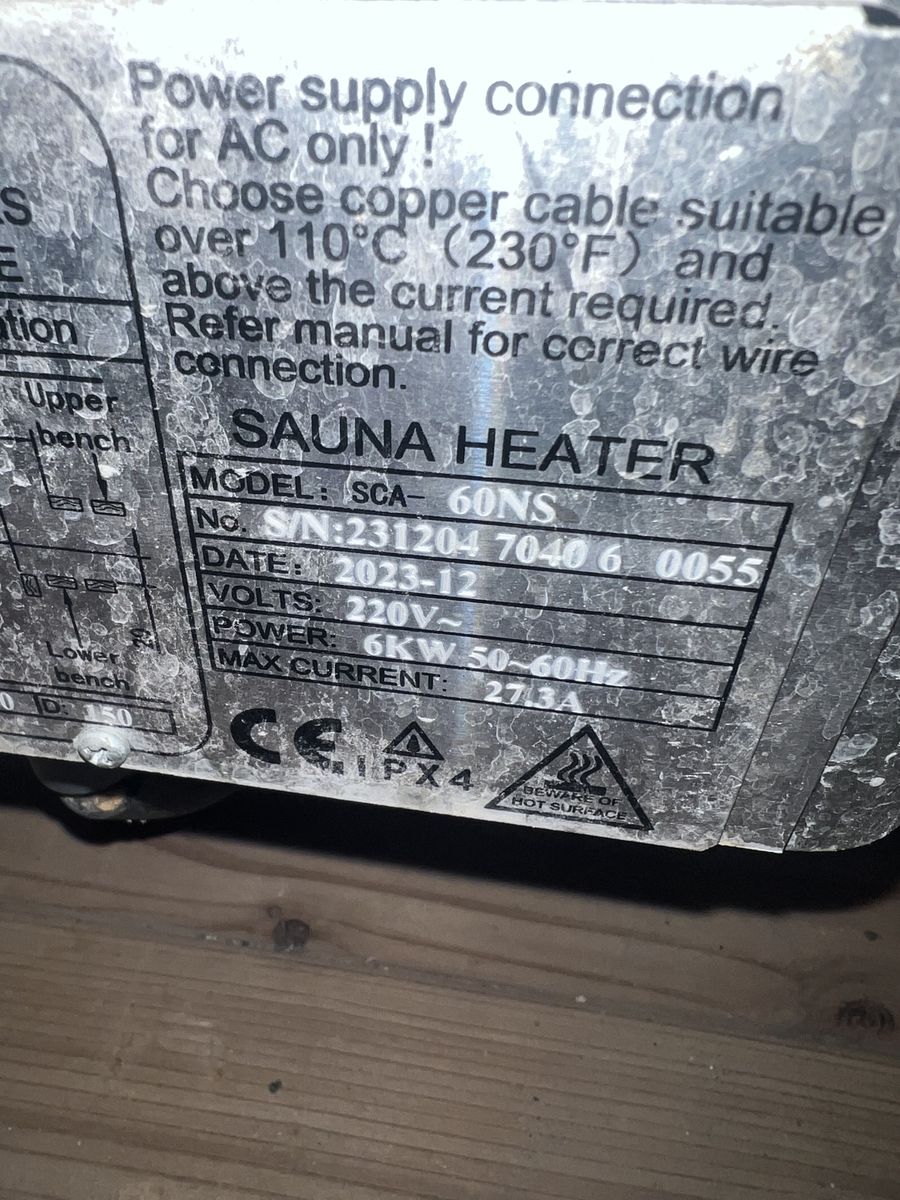 Power supply connection
for AC only !
Choose copper cable suitable
over 110°C (230°F) and
above the current required.
Refer manual for correct wire
connection.
Upper
bench
Lower
bench
D: 150
SAUNA HEATER
MODEL: SCA- 60NS
No. S/N:231204 7040 6 0055
DATE: 2023-12
VOLTS: 220V~
POWER: 6KW 50~60Hz
MAX CURRENT: 27.3A
CE IPX4
BEWARE OF
HOT SURFACE